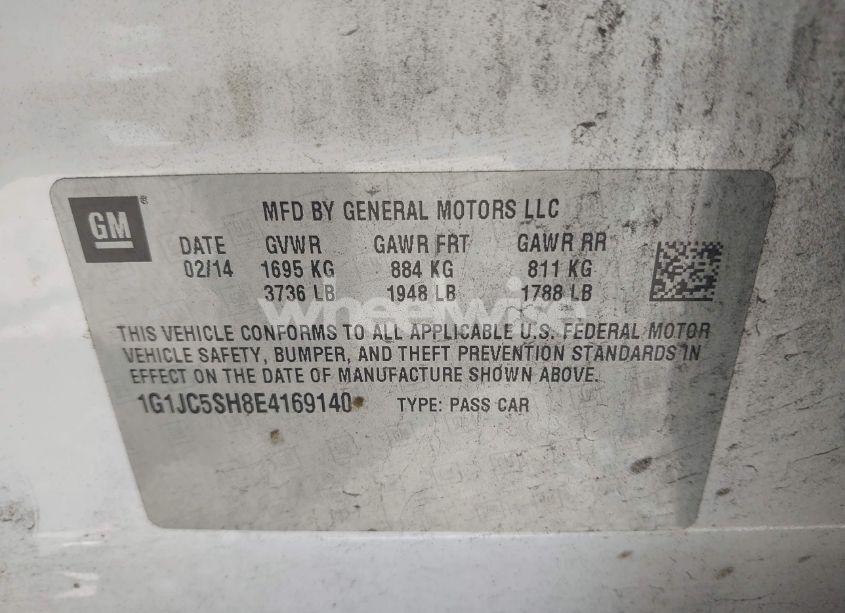 GM
MFD BY GENERAL MOTORS LLC
DATE GVWR GAWR FRT GAWR RR
02/14 1695 KG 884 KG 811 KG
3736 LB 1948 LB 1788 LB
wheelwise
THIS VEHICLE CONFORMS TO ALL APPLICABLE U.S. FEDERAL MOTOR
VEHICLE SAFETY, BUMPER, AND THEFT PREVENTION STANDARDS IN
EFFECT ON THE DATE OF MANUFACTURE SHOWN ABOVE.
1G1JC5SH8E4169140 TYPE: PASS CAR